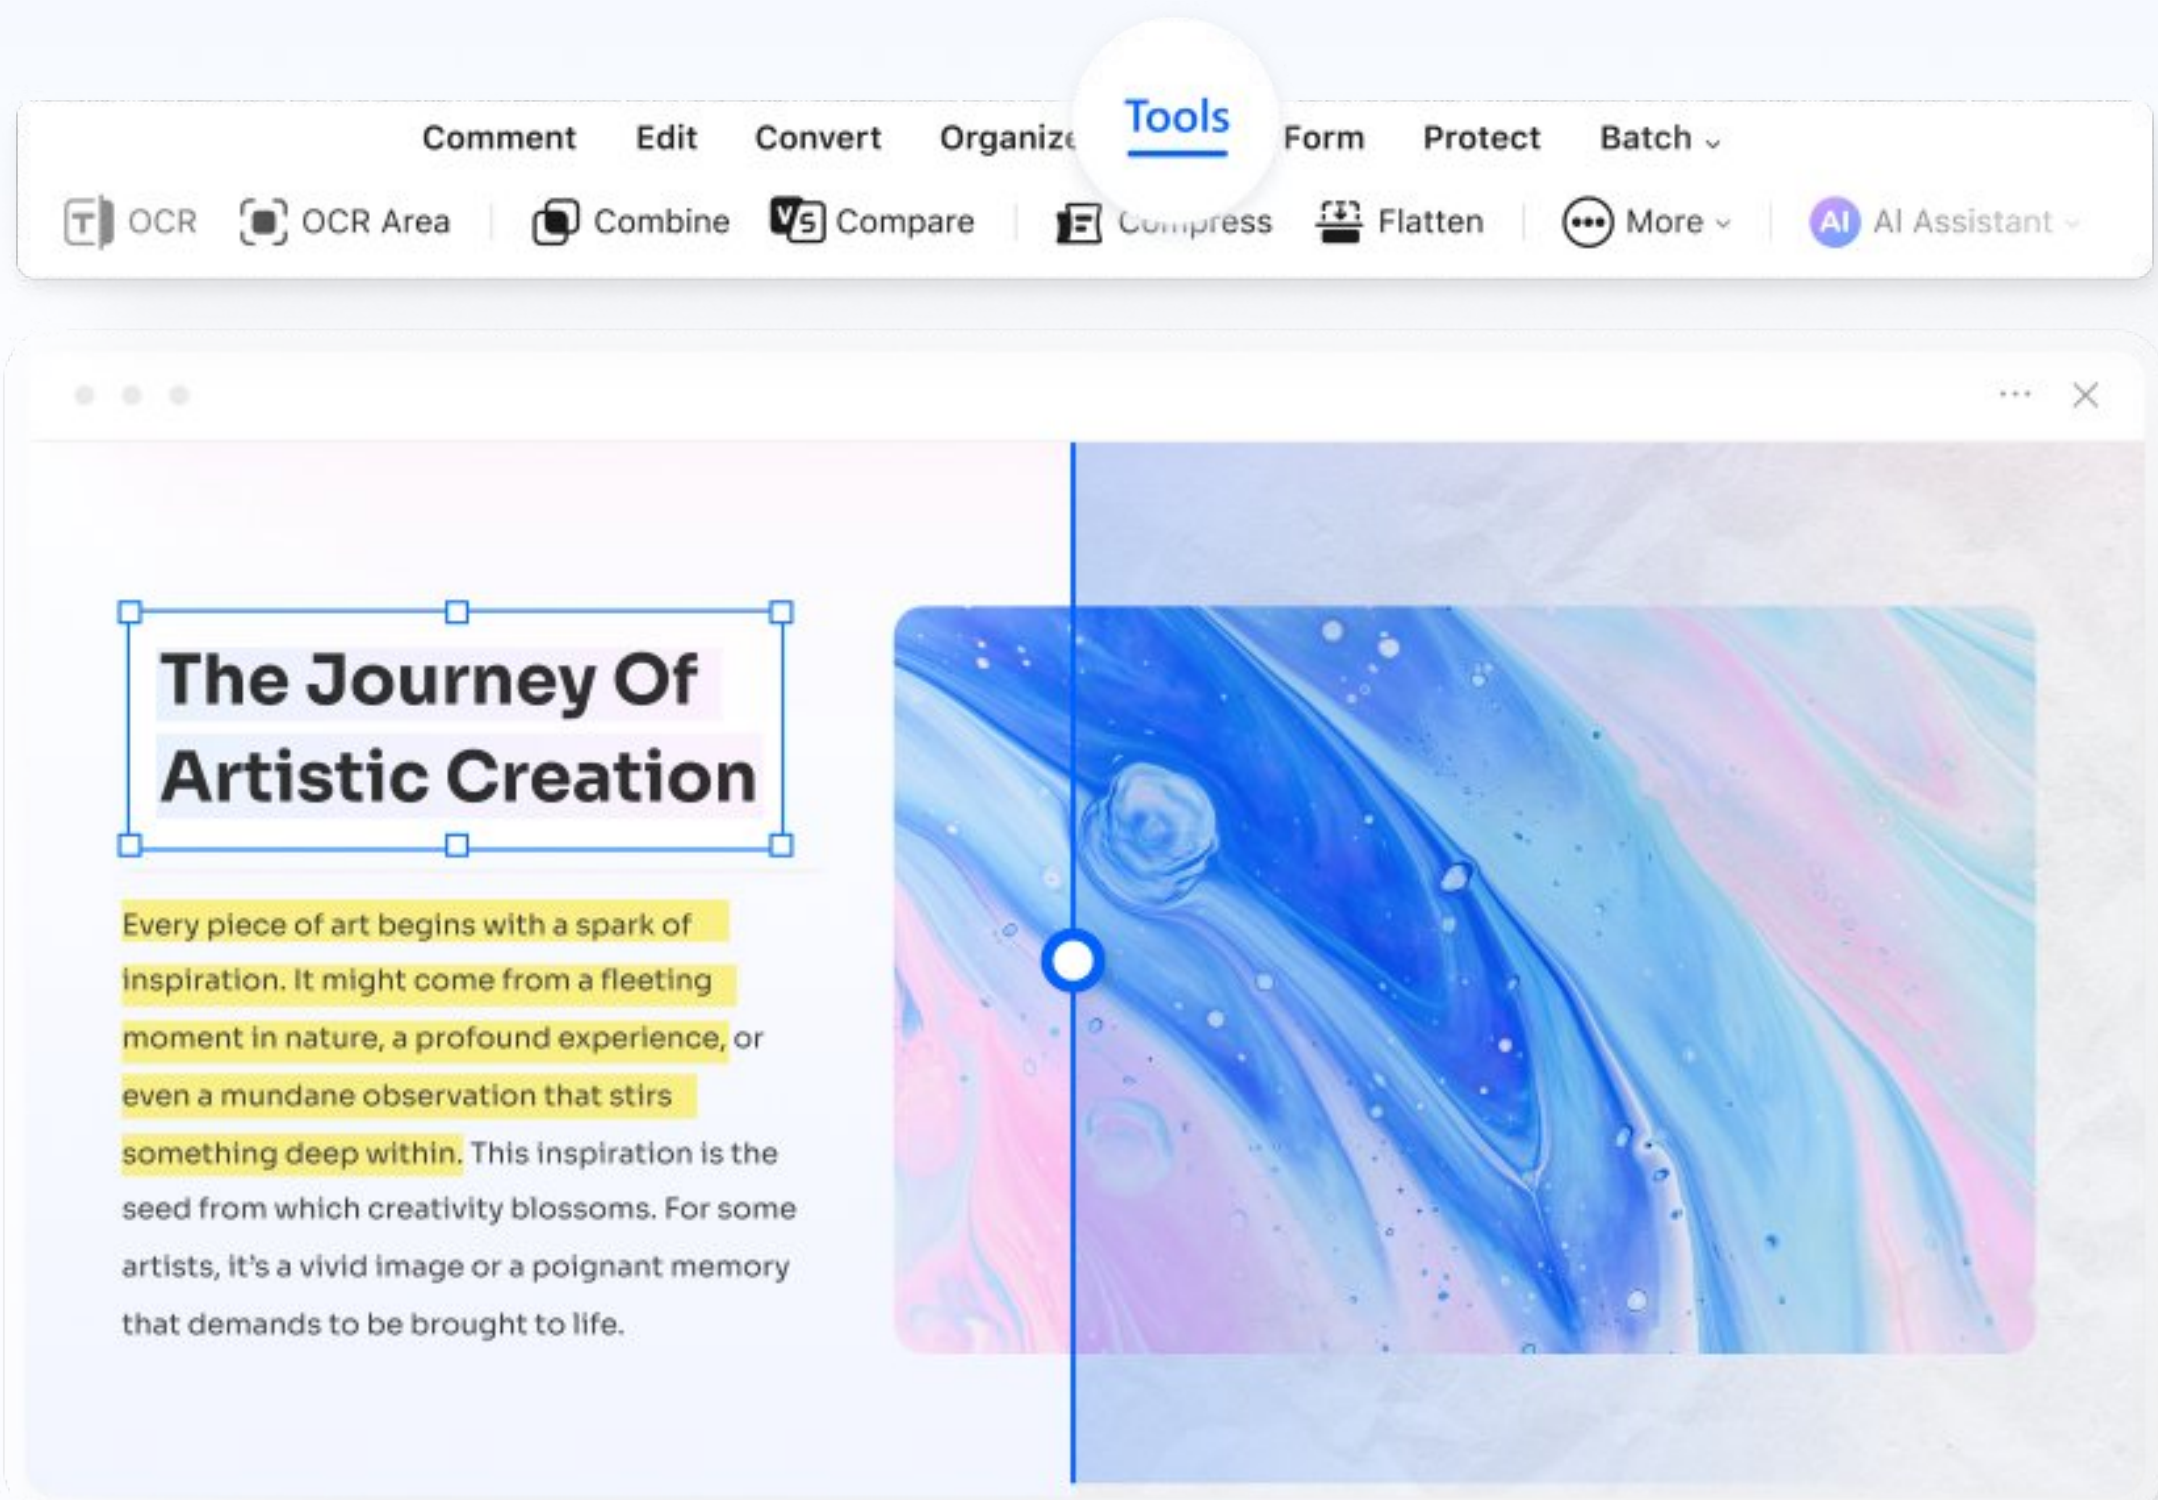 Tools
Comment Edit Convert Organize Form Protect Batch
T OCR OCR Area Combine VS Compare Compress Flatten More AI AI Assistant
The Journey Of
Artistic Creation
Every piece of art begins with a spark of
inspiration. It might come from a fleeting
moment in nature, a profound experience, or
even a mundane observation that stirs
something deep within. This inspiration is the
seed from which creativity blossoms. For some
artists, it’s a vivid image or a poignant memory
that demands to be brought to life.